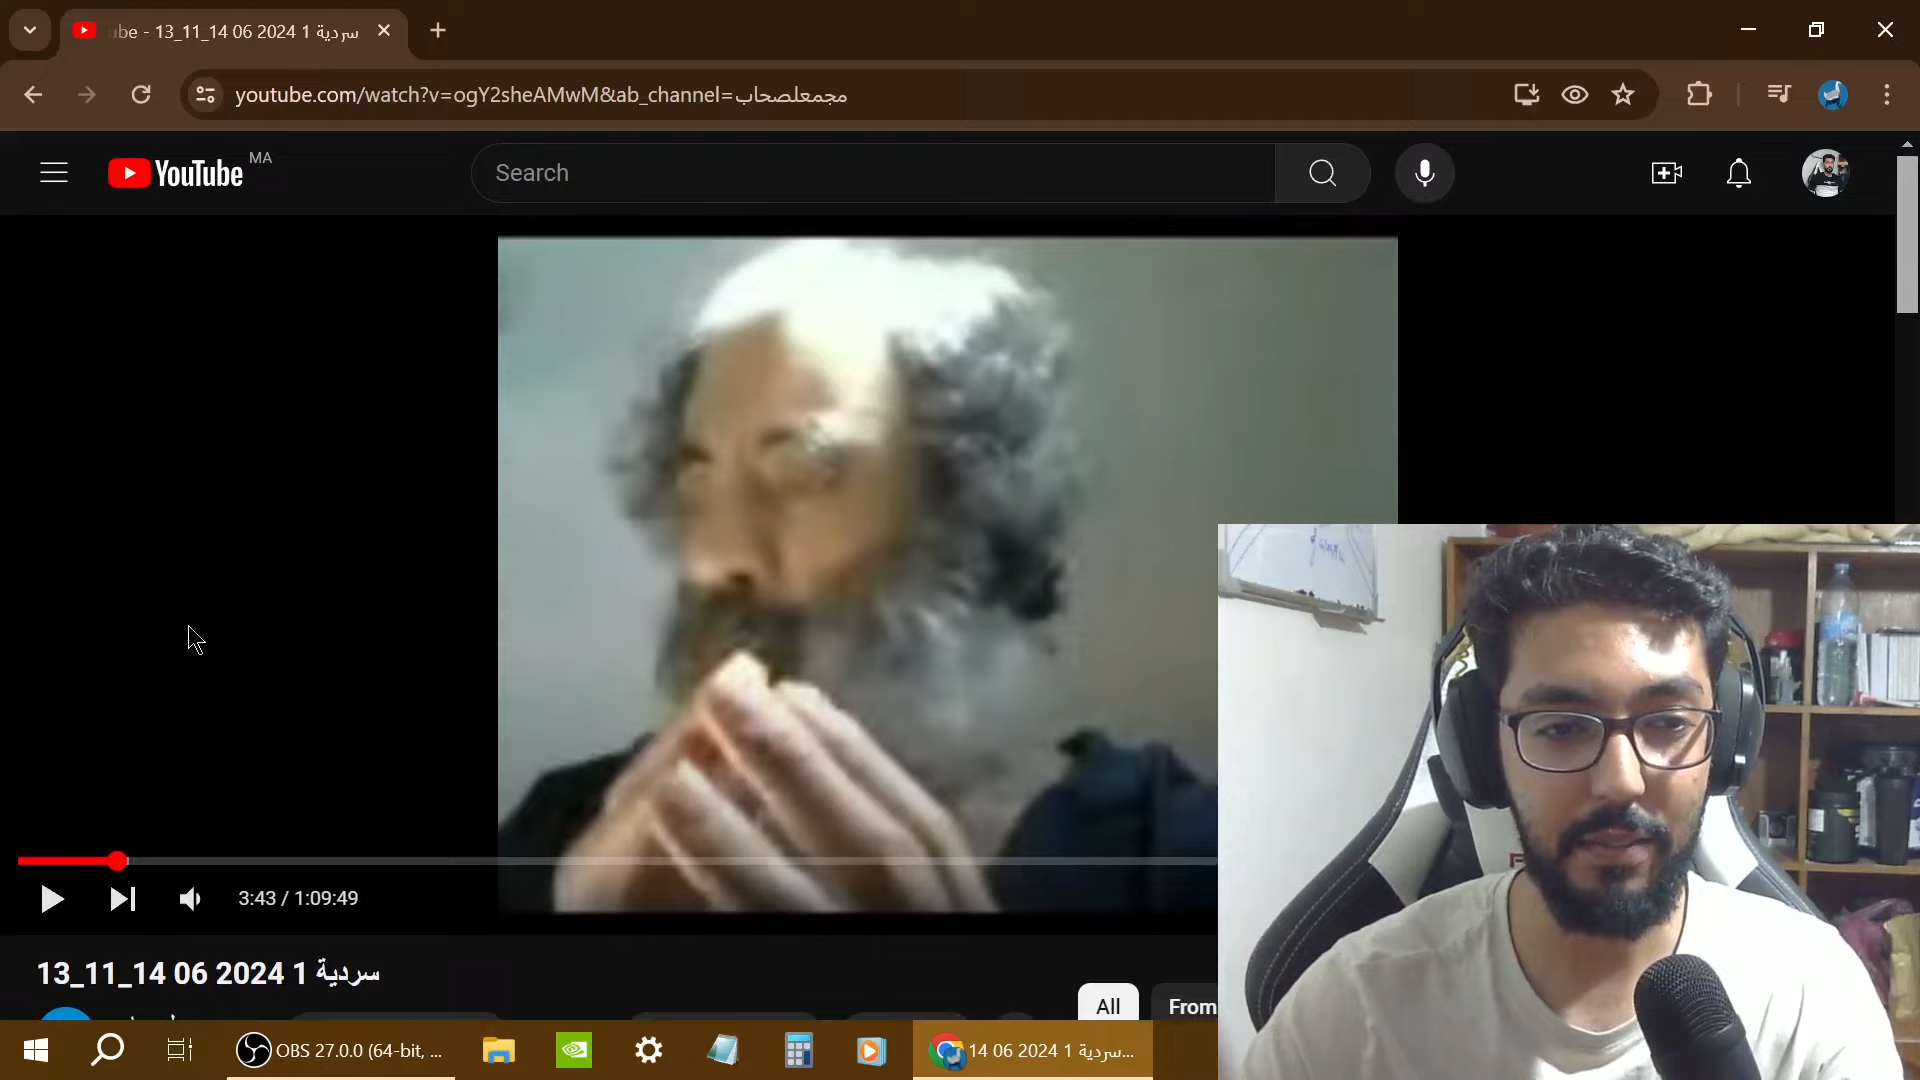 ube - 13_11_14 06 2024 1 سردية
youtube.com/watch?v=ogY2sheAMwM&ab_channel=مجمعلصحاب
YouTube MA
Search
3:43 / 1:09:49
13_11_14 06 2024 1 سردية
All
From
OBS 27.0.0 (64-bit, ...
14 06 2024 1 سردية...